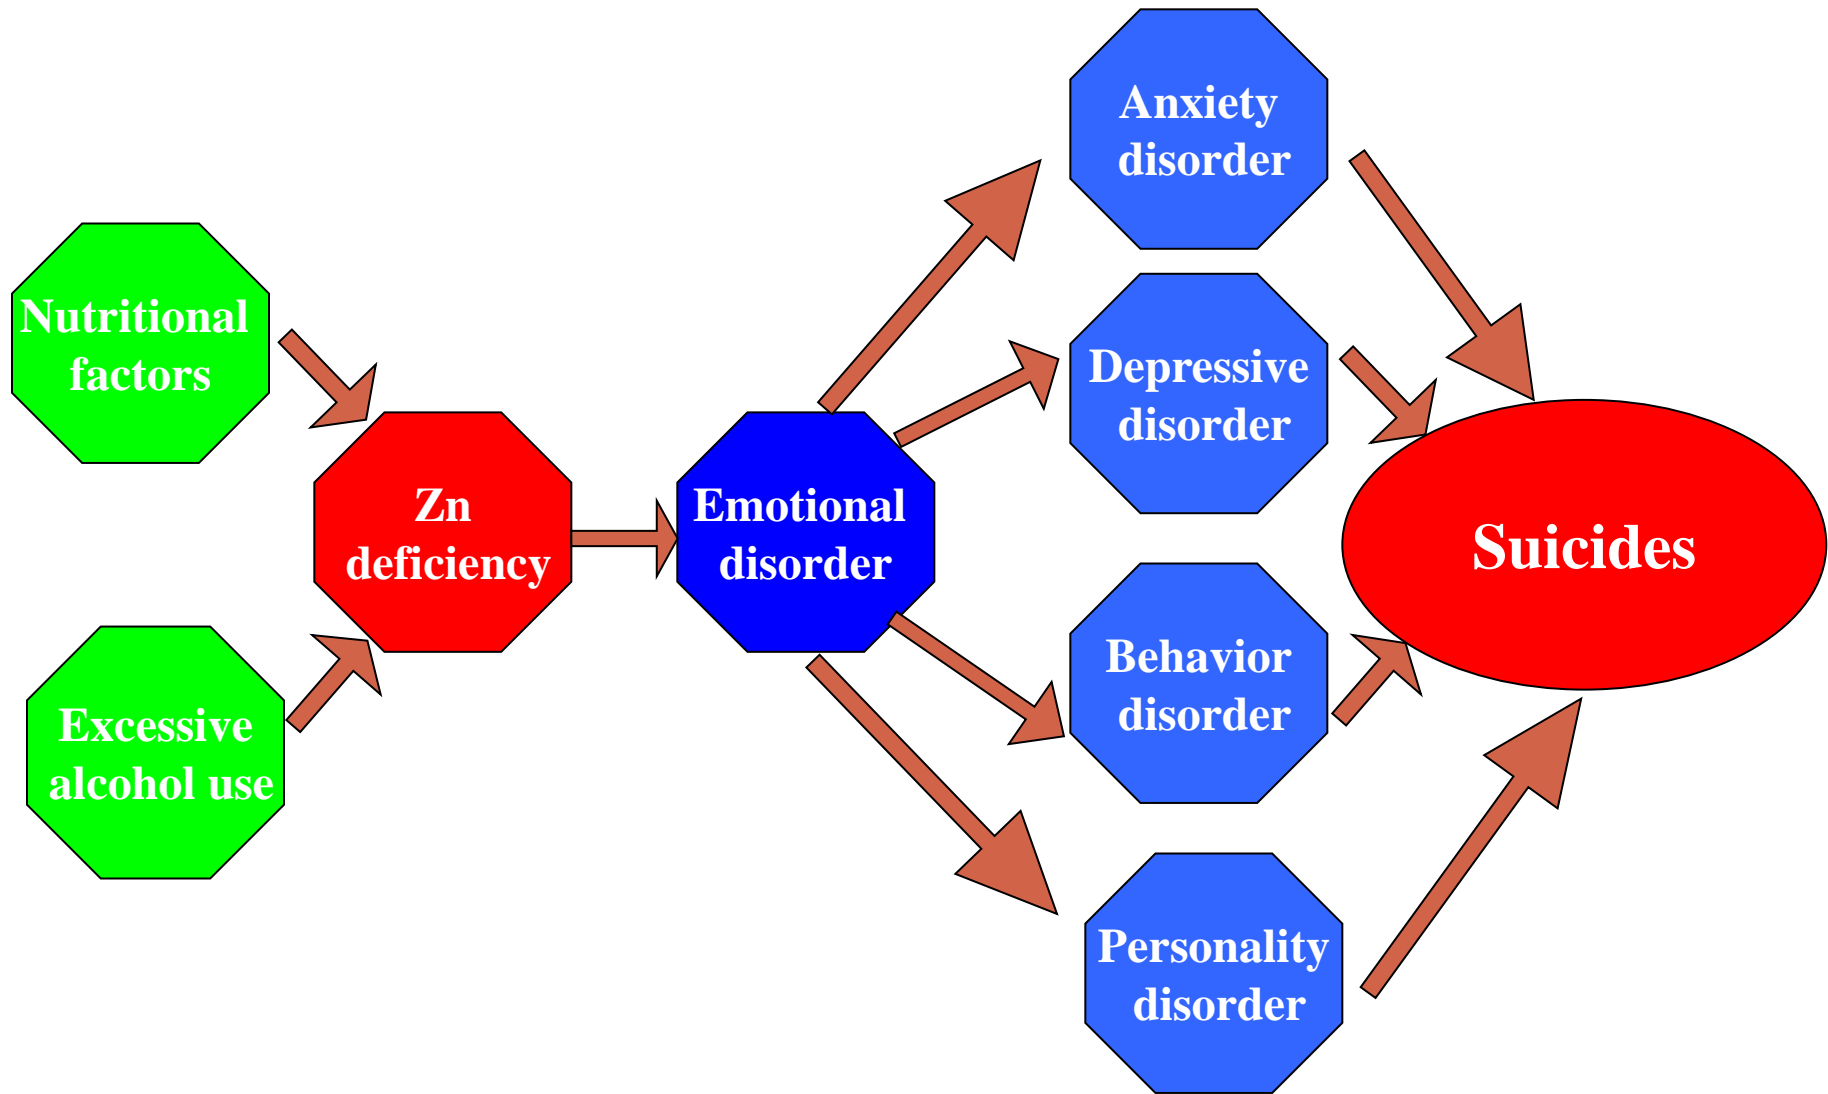 Nutritional
factors
Excessive
alcohol use
Zn
deficiency
Emotional
disorder
Anxiety
disorder
Depressive
disorder
Behavior
disorder
Personality
disorder
Suicides